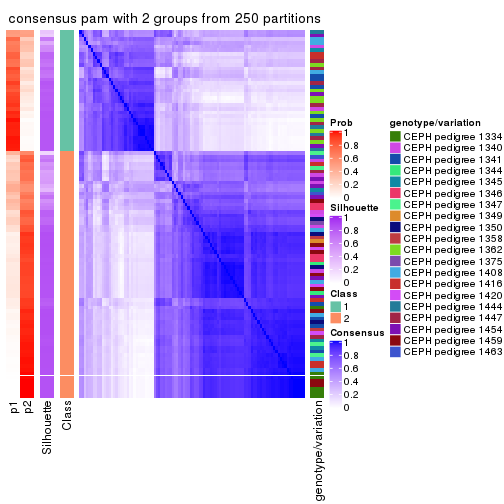 consensus pam with 2 groups from 250 partitions
p1
p2
Silhouette
Class
genotype/variation
Prob
1
0.8
0.6
0.4
0.2
0
Silhouette
1
0.8
0.6
0.4
0.2
0
Class
1
2
Consensus
1
0.8
0.6
0.4
0.2
0
genotype/variation
CEPH pedigree 1334
CEPH pedigree 1340
CEPH pedigree 1341
CEPH pedigree 1344
CEPH pedigree 1345
CEPH pedigree 1346
CEPH pedigree 1347
CEPH pedigree 1349
CEPH pedigree 1350
CEPH pedigree 1358
CEPH pedigree 1362
CEPH pedigree 1375
CEPH pedigree 1408
CEPH pedigree 1416
CEPH pedigree 1420
CEPH pedigree 1444
CEPH pedigree 1447
CEPH pedigree 1454
CEPH pedigree 1459
CEPH pedigree 1463